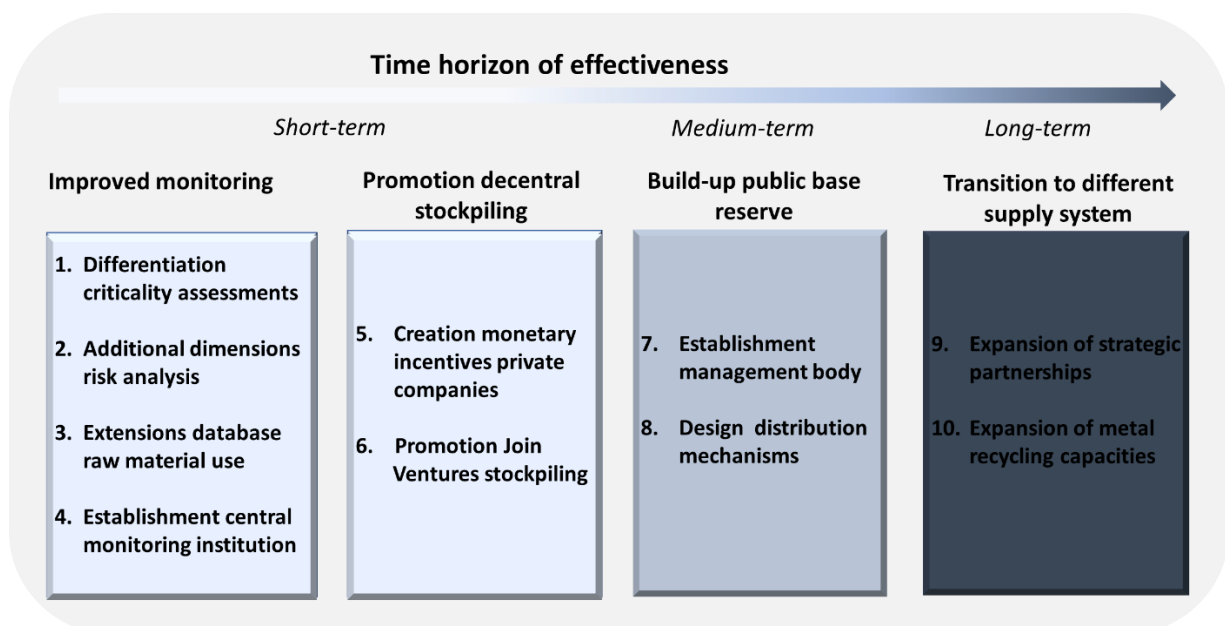 Time horizon of effectiveness
Short-term
Medium-term
Long-term
Improved monitoring
Promotion decentral
stockpiling
Build-up public base
reserve
Transition to different
supply system
1. Differentiation
criticality assessments
2. Additional dimensions
risk analysis
3. Extensions database
raw material use
4. Establishment central
monitoring institution
5. Creation monetary
incentives private
companies
6. Promotion Join
Ventures stockpiling
7. Establishment
management body
8. Design distribution
mechanisms
9. Expansion of strategic
partnerships
10. Expansion of metal
recycling capacities